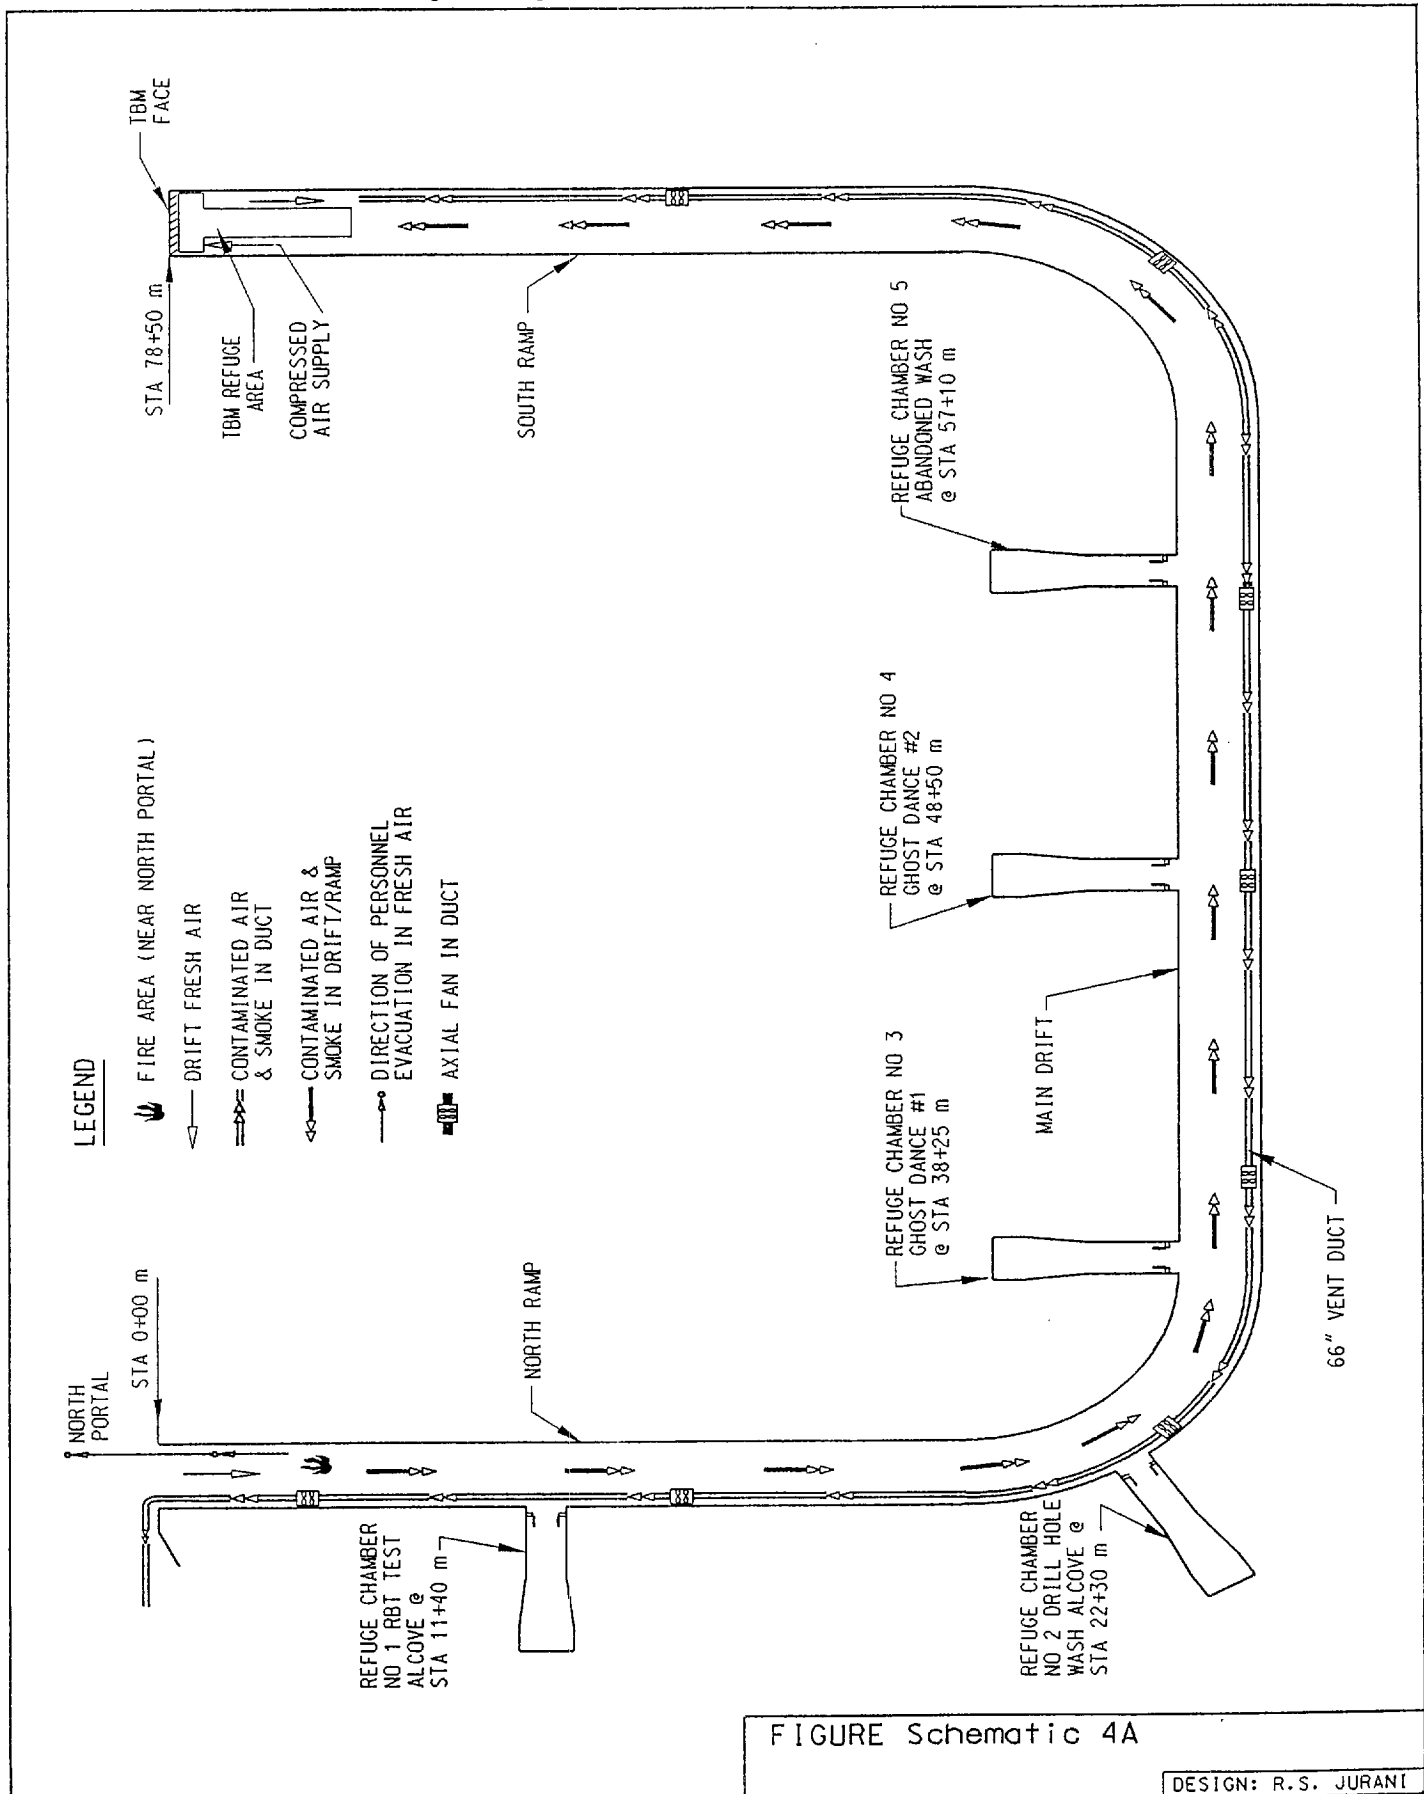 TBM
FACE
STA 78+50 m
TBM REFUGE
AREA
COMPRESSED
AIR SUPPLY
SOUTH RAMP
REFUGE CHAMBER NO 5
ABANDONED WASH
@ STA 57+10 m
REFUGE CHAMBER NO 4
GHOST DANCE #2
@ STA 48+50 m
REFUGE CHAMBER NO 3
GHOST DANCE #1
@ STA 38+25 m
MAIN DRIFT
66" VENT DUCT
LEGEND
FIRE AREA (NEAR NORTH PORTAL)
DRIFT FRESH AIR
CONTAMINATED AIR
& SMOKE IN DUCT
CONTAMINATED AIR &
SMOKE IN DRIFT/RAMP
DIRECTION OF PERSONNEL
EVACUATION IN FRESH AIR
AXIAL FAN IN DUCT
NORTH
PORTAL
STA 0+00 m
NORTH RAMP
REFUGE CHAMBER
NO 1 RBT TEST
ALCOVE @
STA 11+40 m
REFUGE CHAMBER
NO 2 DRILL HOLE
WASH ALCOVE @
STA 22+30 m
FIGURE Schematic 4A
DESIGN: R.S. JURANI